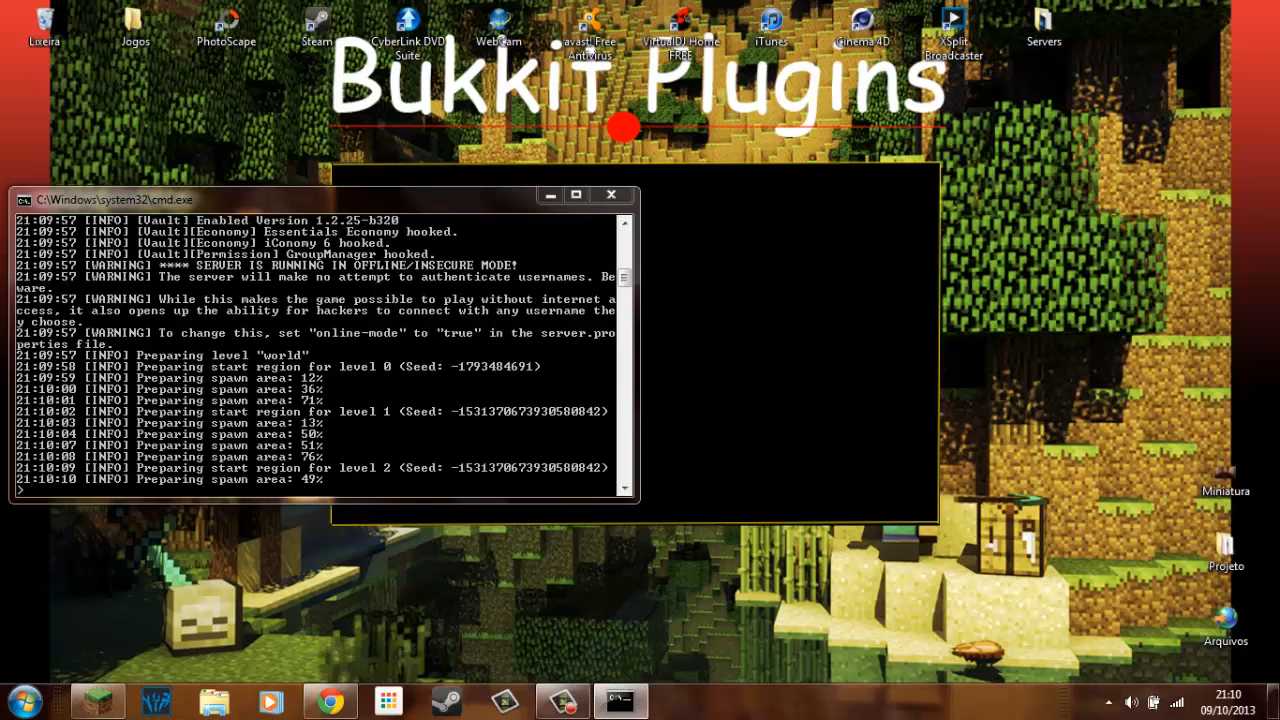 Lixeira
Jogos
PhotoScape
Steam
CyberLink DVD Suite
WebCam
avast! Free Antivirus
VirtualDJ Home FREE
iTunes
Cinema 4D
XSplit Broadcaster
Servers
Bukkit Plugins
C:\Windows\system32\cmd.exe
21:09:57 [INFO] [Vault] Enabled Version 1.2.25-b320
21:09:57 [INFO] [Vault][Economy] Essentials Economy hooked.
21:09:57 [INFO] [Vault][Economy] iConomy 6 hooked.
21:09:57 [INFO] [Vault][Permission] GroupManager hooked.
21:09:57 [WARNING] **** SERVER IS RUNNING IN OFFLINE/INSECURE MODE!
21:09:57 [WARNING] The server will make no attempt to authenticate usernames. Be
ware.
21:09:57 [WARNING] While this makes the game possible to play without internet a
ccess, it also opens up the ability for hackers to connect with any username the
y choose.
21:09:57 [WARNING] To change this, set "online-mode" to "true" in the server.pro
perties file.
21:09:57 [INFO] Preparing level "world"
21:09:58 [INFO] Preparing start region for level 0 (Seed: -1793484691)
21:09:59 [INFO] Preparing spawn area: 12%
21:10:00 [INFO] Preparing spawn area: 36%
21:10:01 [INFO] Preparing spawn area: 71%
21:10:02 [INFO] Preparing start region for level 1 (Seed: -1531370673930580842)
21:10:03 [INFO] Preparing spawn area: 13%
21:10:04 [INFO] Preparing spawn area: 50%
21:10:07 [INFO] Preparing spawn area: 51%
21:10:08 [INFO] Preparing spawn area: 76%
21:10:09 [INFO] Preparing start region for level 2 (Seed: -1531370673930580842)
21:10:10 [INFO] Preparing spawn area: 49%
>
Miniatura
Projeto
Arquivos
21:10
09/10/2013